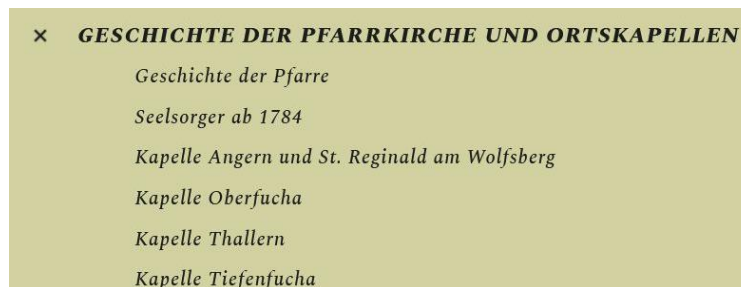 × GESCHICHTE DER PFARRKIRCHE UND ORTSKAPELLEN
Geschichte der Pfarre
Seelsorger ab 1784
Kapelle Angern und St. Reginald am Wolfsberg
Kapelle Oberfucha
Kapelle Thallern
Kapelle Tiefenfucha